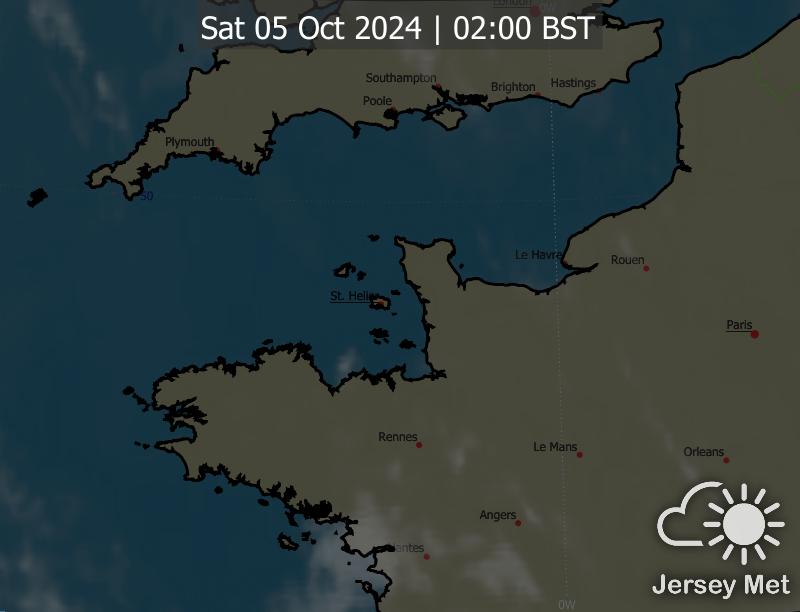 London
0W
Sat 05 Oct 2024 | 02:00 BST
Southampton
Brighton
Hastings
Poole
Plymouth
50
Le Havre
Rouen
St. Helier
Paris
Rennes
Le Mans
Orleans
Angers
Nantes
Jersey Met
0W